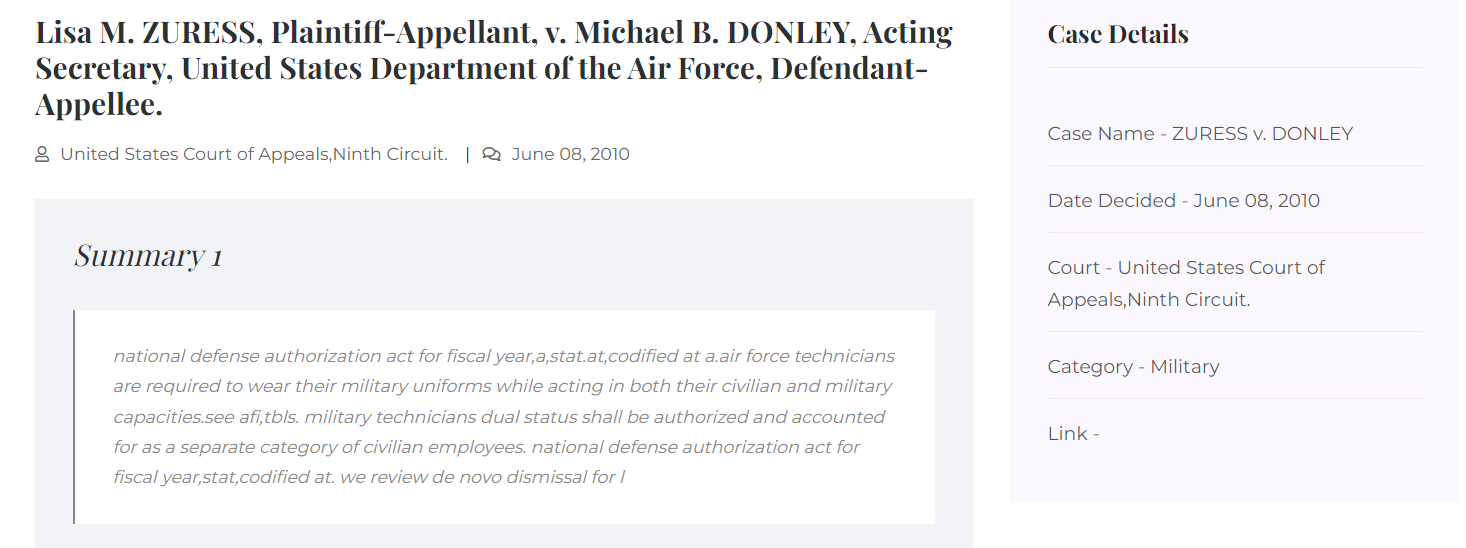 Lisa M. ZURESS, Plaintiff-Appellant, v. Michael B. DONLEY, Acting
Secretary, United States Department of the Air Force, Defendant-
Appellee.
United States Court of Appeals,Ninth Circuit. | June 08, 2010
Summary 1
national defense authorization act for fiscal year,a,stat.at,codified at a.air force technicians
are required to wear their military uniforms while acting in both their civilian and military
capacities.see afi,tbls. military technicians dual status shall be authorized and accounted
for as a separate category of civilian employees. national defense authorization act for
fiscal year,stat,codified at. we review de novo dismissal for l
Case Details
Case Name - ZURESS v. DONLEY
Date Decided - June 08, 2010
Court - United States Court of
Appeals,Ninth Circuit.
Category - Military
Link -